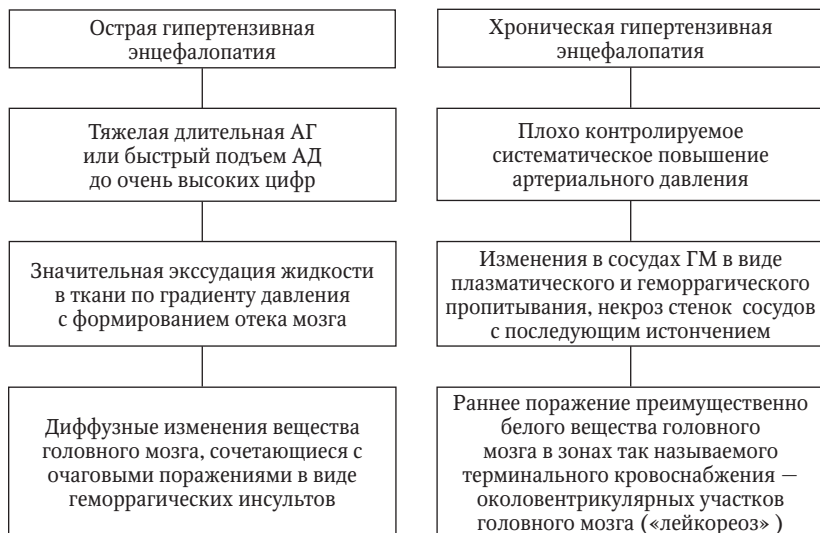 Острая гипертензивная
энцефалопатия
Тяжелая длительная АГ
или быстрый подъем АД
до очень высоких цифр
Значительная экссудация жидкости
в ткани по градиенту давления
с формированием отека мозга
Диффузные изменения вещества
головного мозга, сочетающиеся с
очаговыми поражениями в виде
геморрагических инсультов
Хроническая гипертензивная
энцефалопатия
Плохо контролируемое
систематическое повышение
артериального давления
Изменения в сосудах ГМ в виде
плазматического и геморрагического
пропитывания, некроз стенок сосудов
с последующим истончением
Раннее поражение преимущественно
белого вещества головного
мозга в зонах так называемого
терминального кровоснабжения —
околовентрикулярных участков
головного мозга («лейкореоз» )